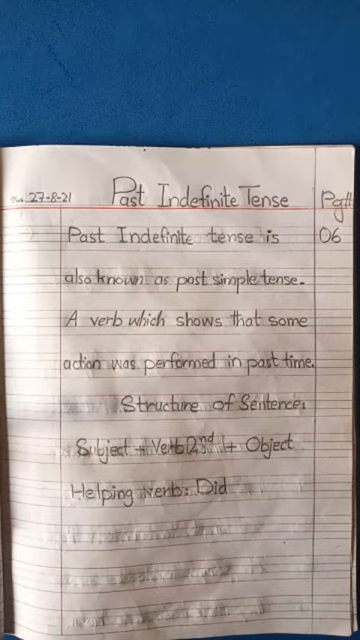 27-8-21 Past Indefinite Tense Pg#
Past Indefinite tense is 06
also known as past simple tense.
A verb which shows that some
action was performed in past time.
Structure of Sentence:
Subject + Verb 2nd + Object
Helping verb: Did